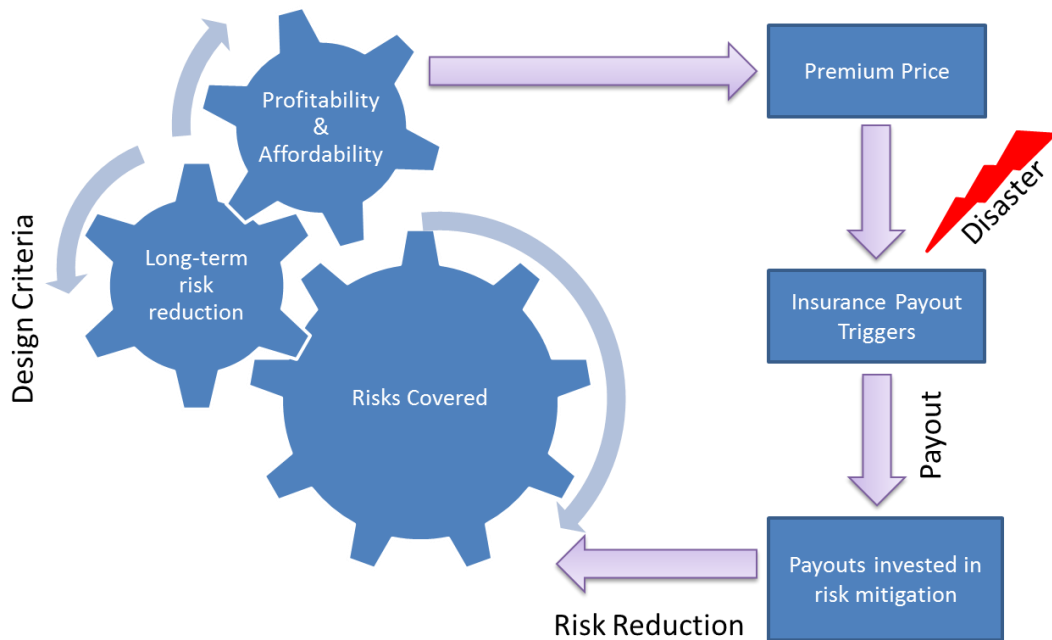 Profitability
&
Affordability
Premium Price
Disaster
Design Criteria
Long-term
risk
reduction
Insurance Payout
Triggers
Risks Covered
Payout
Payouts invested in
risk mitigation
Risk Reduction